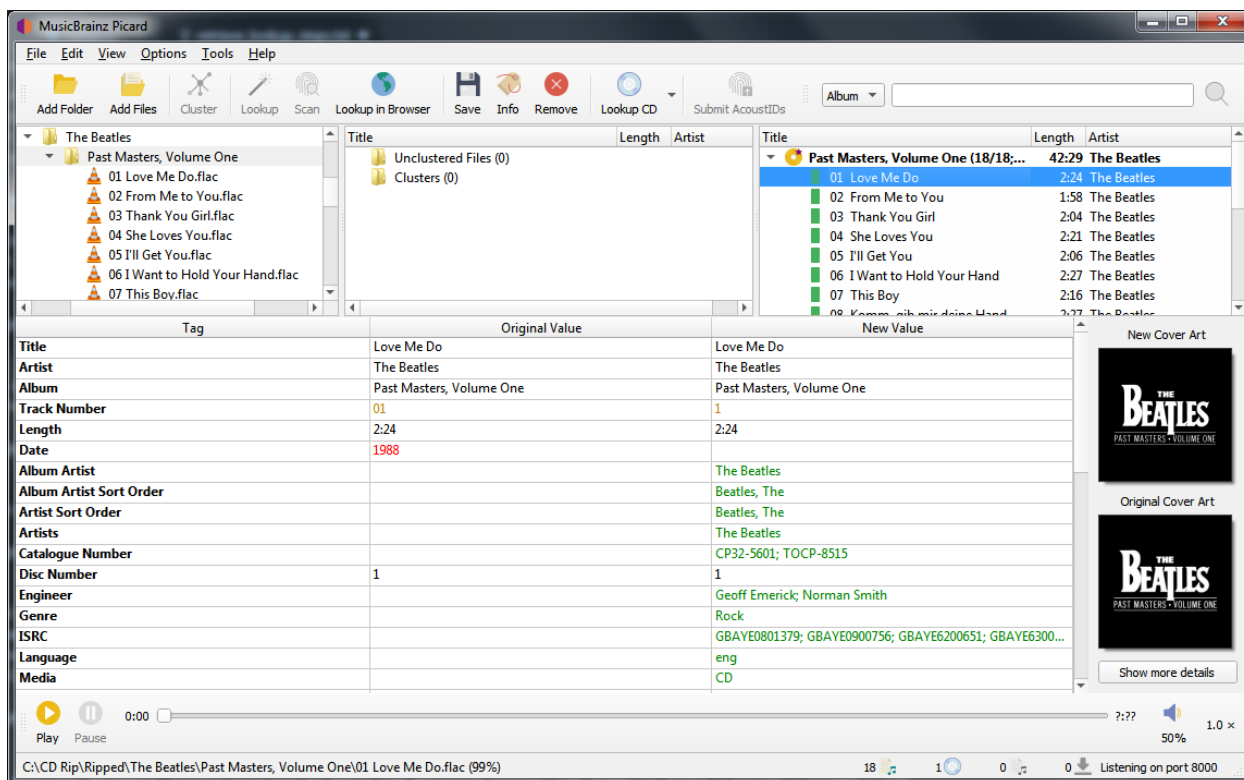 MusicBrainz Picard
File Edit View Options Tools Help
Add Folder Add Files Cluster Lookup Scan Lookup in Browser Save Info Remove Lookup CD Submit AcoustIDs Album
The Beatles
Past Masters, Volume One
01 Love Me Do.flac
02 From Me to You.flac
03 Thank You Girl.flac
04 She Loves You.flac
05 I'll Get You.flac
06 I Want to Hold Your Hand.flac
07 This Boy.flac
Title Length Artist
Unclustered Files (0)
Clusters (0)
Title Length Artist
Past Masters, Volume One (18/18;... 42:29 The Beatles
01 Love Me Do 2:24 The Beatles
02 From Me to You 1:58 The Beatles
03 Thank You Girl 2:04 The Beatles
04 She Loves You 2:21 The Beatles
05 I'll Get You 2:06 The Beatles
06 I Want to Hold Your Hand 2:27 The Beatles
07 This Boy 2:16 The Beatles
08 Komm, gib mir deine Hand 2:27 The Beatles
Tag Original Value New Value
Title Love Me Do Love Me Do
Artist The Beatles The Beatles
Album Past Masters, Volume One Past Masters, Volume One
Track Number 01 1
Length 2:24 2:24
Date 1988
Album Artist The Beatles
Album Artist Sort Order Beatles, The
Artist Sort Order Beatles, The
Artists The Beatles
Catalogue Number CP32-5601; TOCP-8515
Disc Number 1 1
Engineer Geoff Emerick; Norman Smith
Genre Rock
ISRC GBAYE0801379; GBAYE0900756; GBAYE6200651; GBAYE6300...
Language eng
Media CD
New Cover Art
THE
BEATLES
PAST MASTERS • VOLUME ONE
Original Cover Art
THE
BEATLES
PAST MASTERS • VOLUME ONE
Show more details
Play Pause 0:00 ?:?? 50% 1.0 ×
C:\CD Rip\Ripped\The Beatles\Past Masters, Volume One\01 Love Me Do.flac (99%) 18 1 0 0 Listening on port 8000